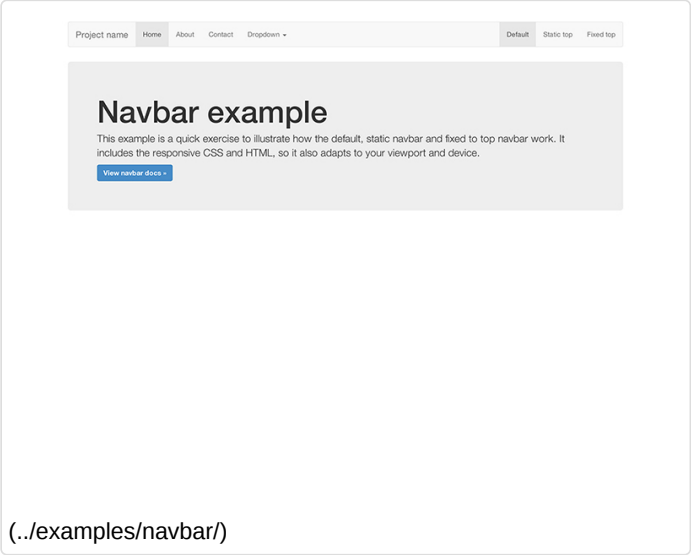 Project name Home About Contact Dropdown Default Static top Fixed top
Navbar example
This example is a quick exercise to illustrate how the default, static navbar and fixed to top navbar work. It
includes the responsive CSS and HTML, so it also adapts to your viewport and device.
View navbar docs »
(../examples/navbar/)